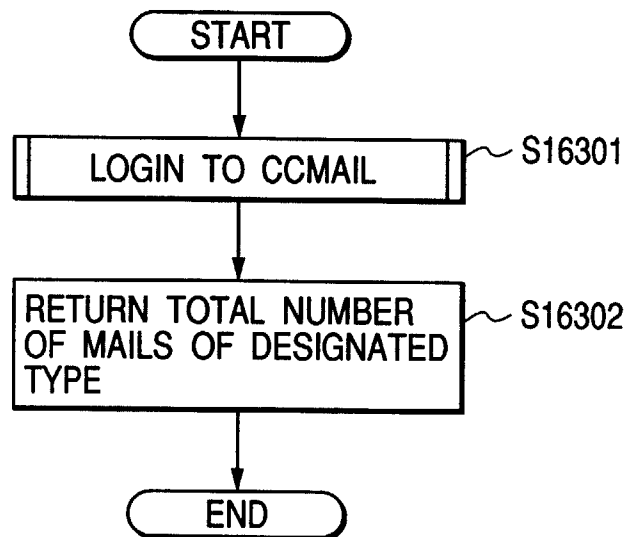 START
LOGIN TO CCMAIL
S16301
RETURN TOTAL NUMBER
OF MAILS OF DESIGNATED
TYPE
S16302
END